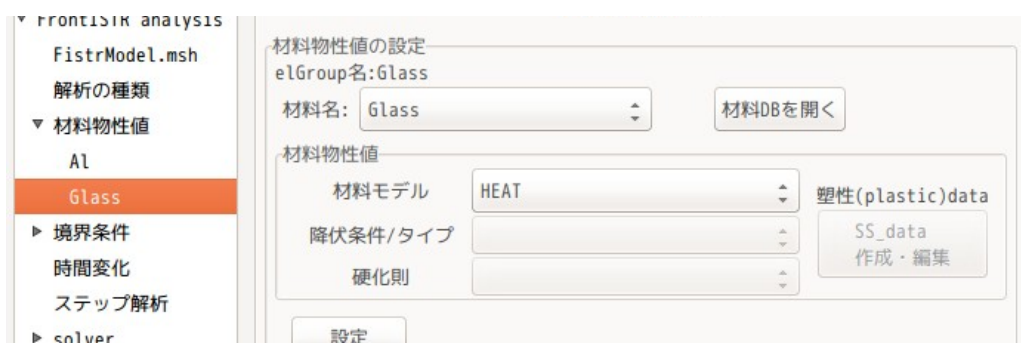 FrontISTR analysis
FistrModel.msh
解析の種類
材料物性値
Al
Glass
境界条件
時間変化
ステップ解析
solver
材料物性値の設定
elGroup名:Glass
材料名: Glass
材料DBを開く
材料物性値
材料モデル HEAT
塑性(plastic)data
降伏条件/タイプ
SS_data
作成・編集
硬化則
設定